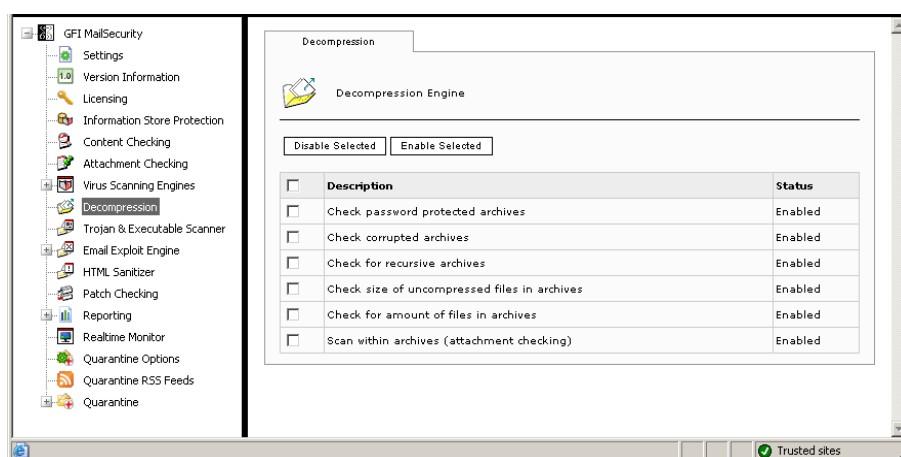 GFI MailSecurity
Settings
1.0
Version Information
Licensing
Information Store Protection
Content Checking
Attachment Checking
Virus Scanning Engines
Decompression
Trojan & Executable Scanner
Email Exploit Engine
HTML Sanitizer
Patch Checking
Reporting
Realtime Monitor
Quarantine Options
Quarantine RSS Feeds
Quarantine
Decompression
Decompression Engine
Disable Selected Enable Selected
Description Status
Check password protected archives Enabled
Check corrupted archives Enabled
Check for recursive archives Enabled
Check size of uncompressed files in archives Enabled
Check for amount of files in archives Enabled
Scan within archives (attachment checking) Enabled
Trusted sites